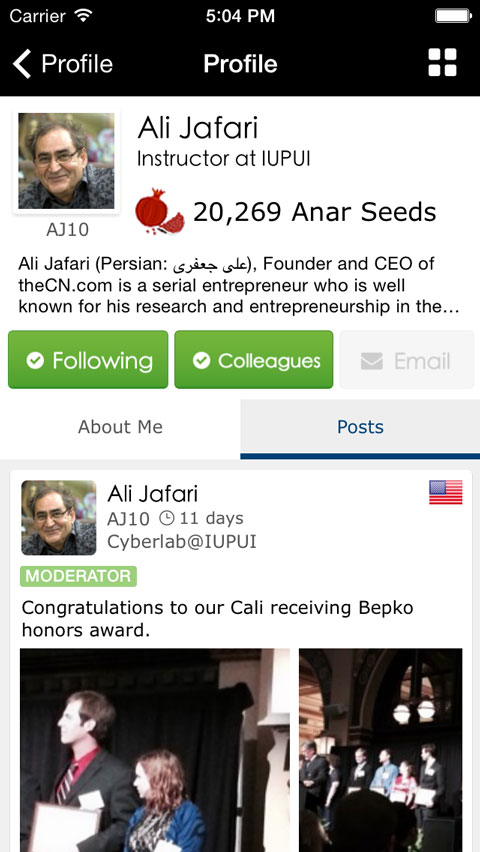 Carrier 5:04 PM
Profile Profile
Ali Jafari
Instructor at IUPUI
20,269 Anar Seeds
AJ10
Ali Jafari (Persian: علی جعفری), Founder and CEO of
theCN.com is a serial entrepreneur who is well
known for his research and entrepreneurship in the…
Following Colleagues Email
About Me Posts
Ali Jafari
AJ10 11 days
Cyberlab@IUPUI
MODERATOR
Congratulations to our Cali receiving Bepko
honors award.